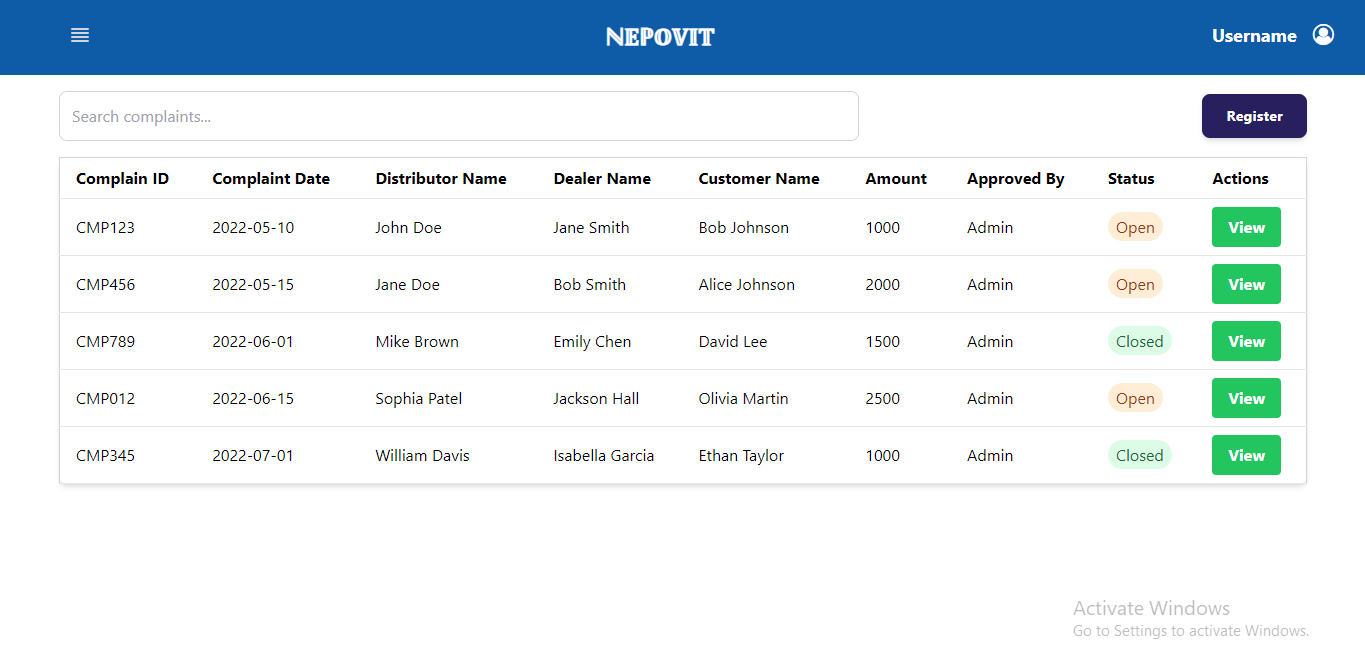 NEPOVIT
Username
Search complaints...
Register
Complain ID Complaint Date Distributor Name Dealer Name Customer Name Amount Approved By Status Actions
CMP123 2022-05-10 John Doe Jane Smith Bob Johnson 1000 Admin Open View
CMP456 2022-05-15 Jane Doe Bob Smith Alice Johnson 2000 Admin Open View
CMP789 2022-06-01 Mike Brown Emily Chen David Lee 1500 Admin Closed View
CMP012 2022-06-15 Sophia Patel Jackson Hall Olivia Martin 2500 Admin Open View
CMP345 2022-07-01 William Davis Isabella Garcia Ethan Taylor 1000 Admin Closed View
Activate Windows
Go to Settings to activate Windows.